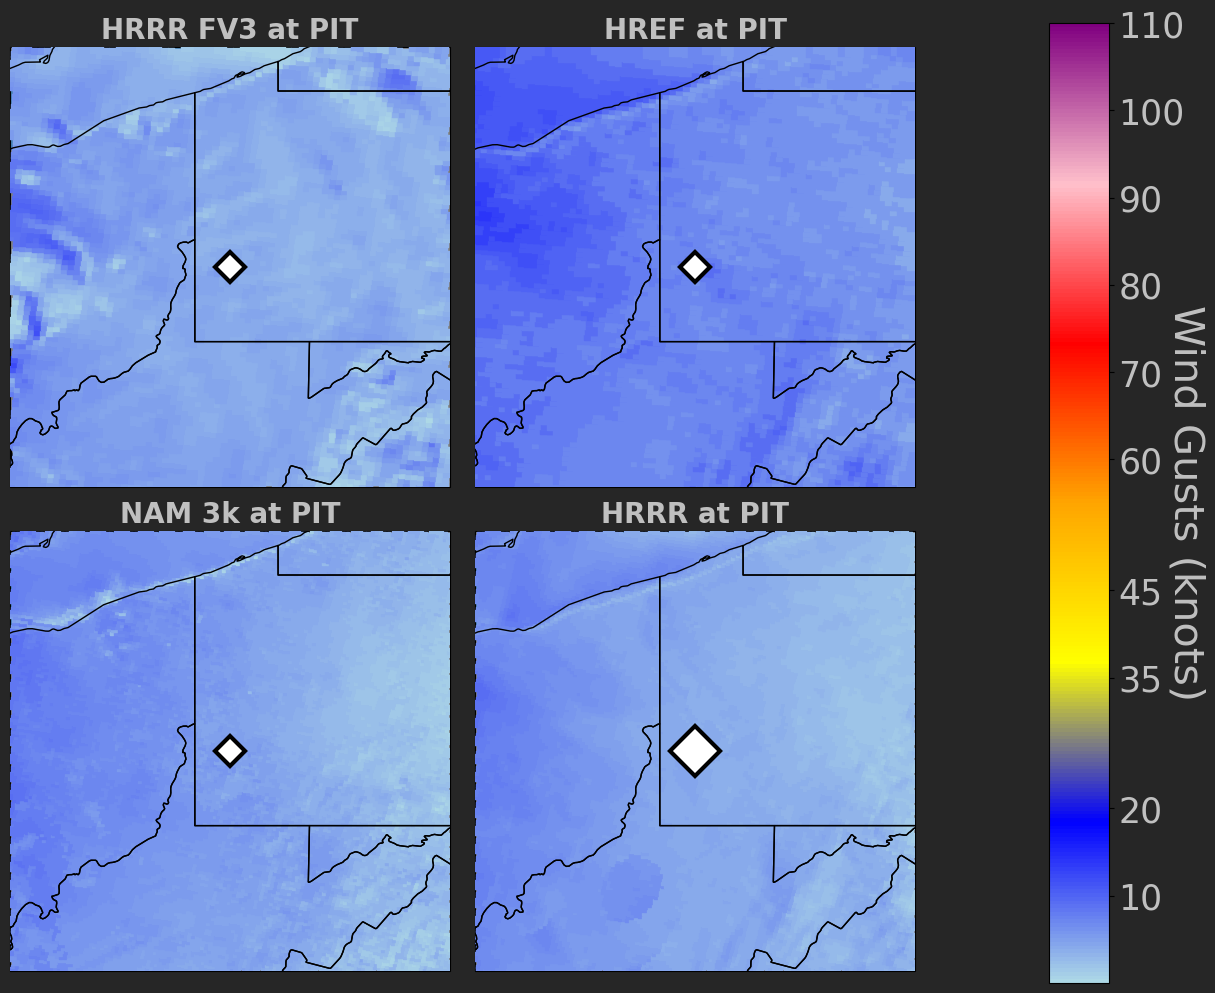 HRRR FV3 at PIT
HREF at PIT
NAM 3k at PIT
HRRR at PIT
110
100
90
80
70
60
45
35
20
10
Wind Gusts (knots)